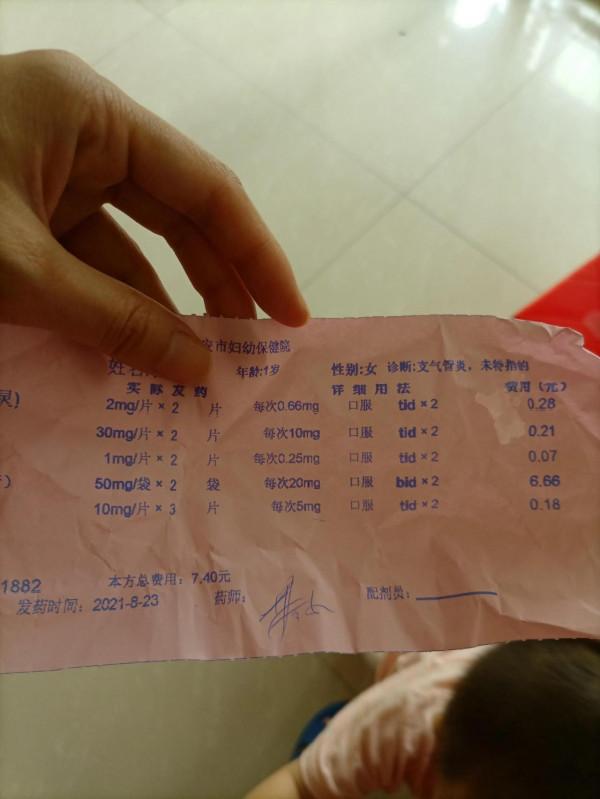 安市妇幼保健院
姓名 年龄:1岁 性别:女 诊断:支气管炎，未特指的
实际发药 详细用法 费用（元）
2mg/片 × 2 片 每次0.66mg 口服 tid × 2 0.28
30mg/片 × 2 片 每次10mg 口服 tid × 2 0.21
1mg/片 × 2 片 每次0.25mg 口服 tid × 2 0.07
50mg/袋 × 2 袋 每次20mg 口服 bid × 2 6.66
10mg/片 × 3 片 每次5mg 口服 tid × 2 0.18
1882 本方总费用：7.40元
发药时间：2021-8-23 药师： 配剂员：